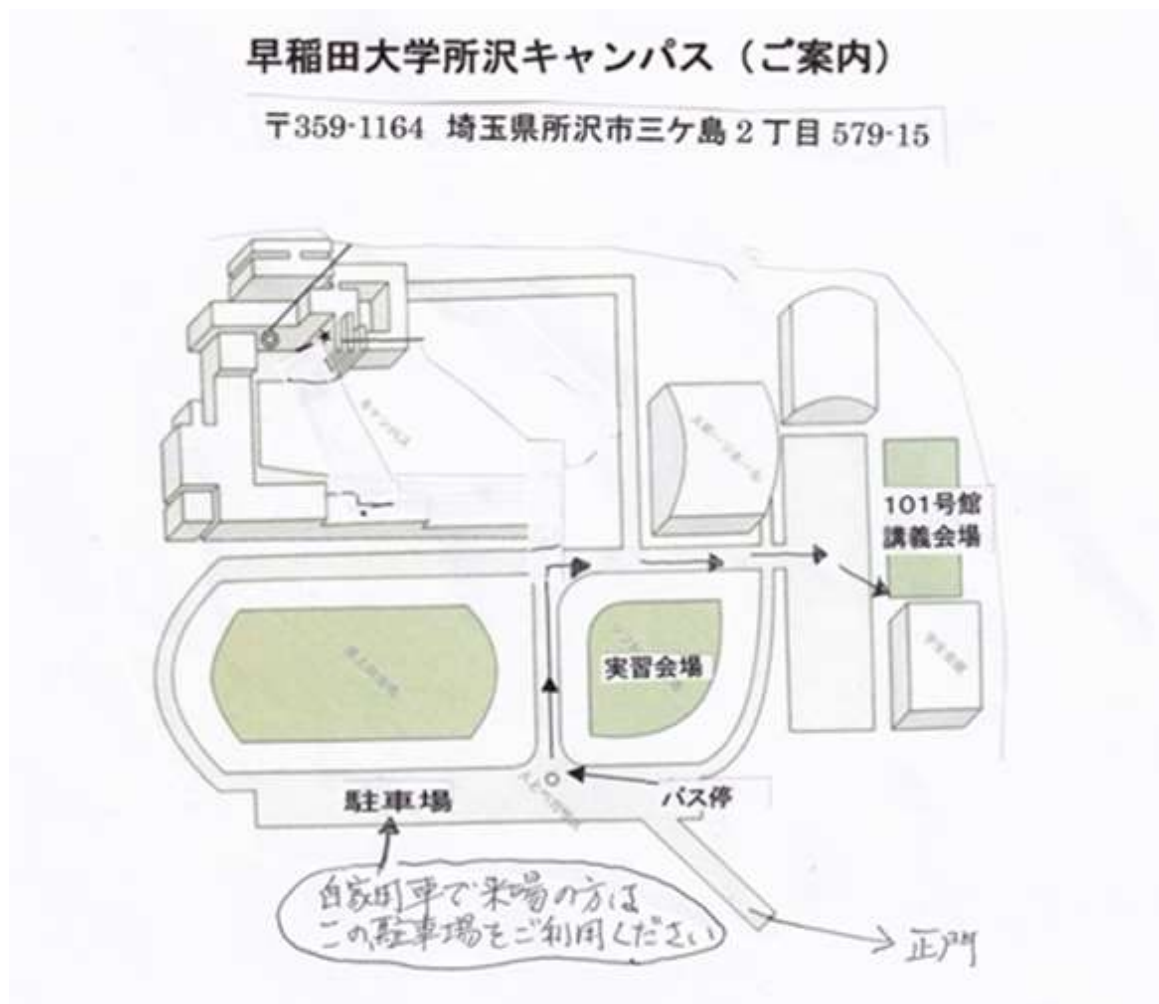 早稲田大学所沢キャンパス（ご案内）
〒359-1164 埼玉県所沢市三ケ島2丁目579-15
101号館
講義会場
実習会場
バス停
駐車場
自家用車で来場の方は
この駐車場をご利用ください
正門